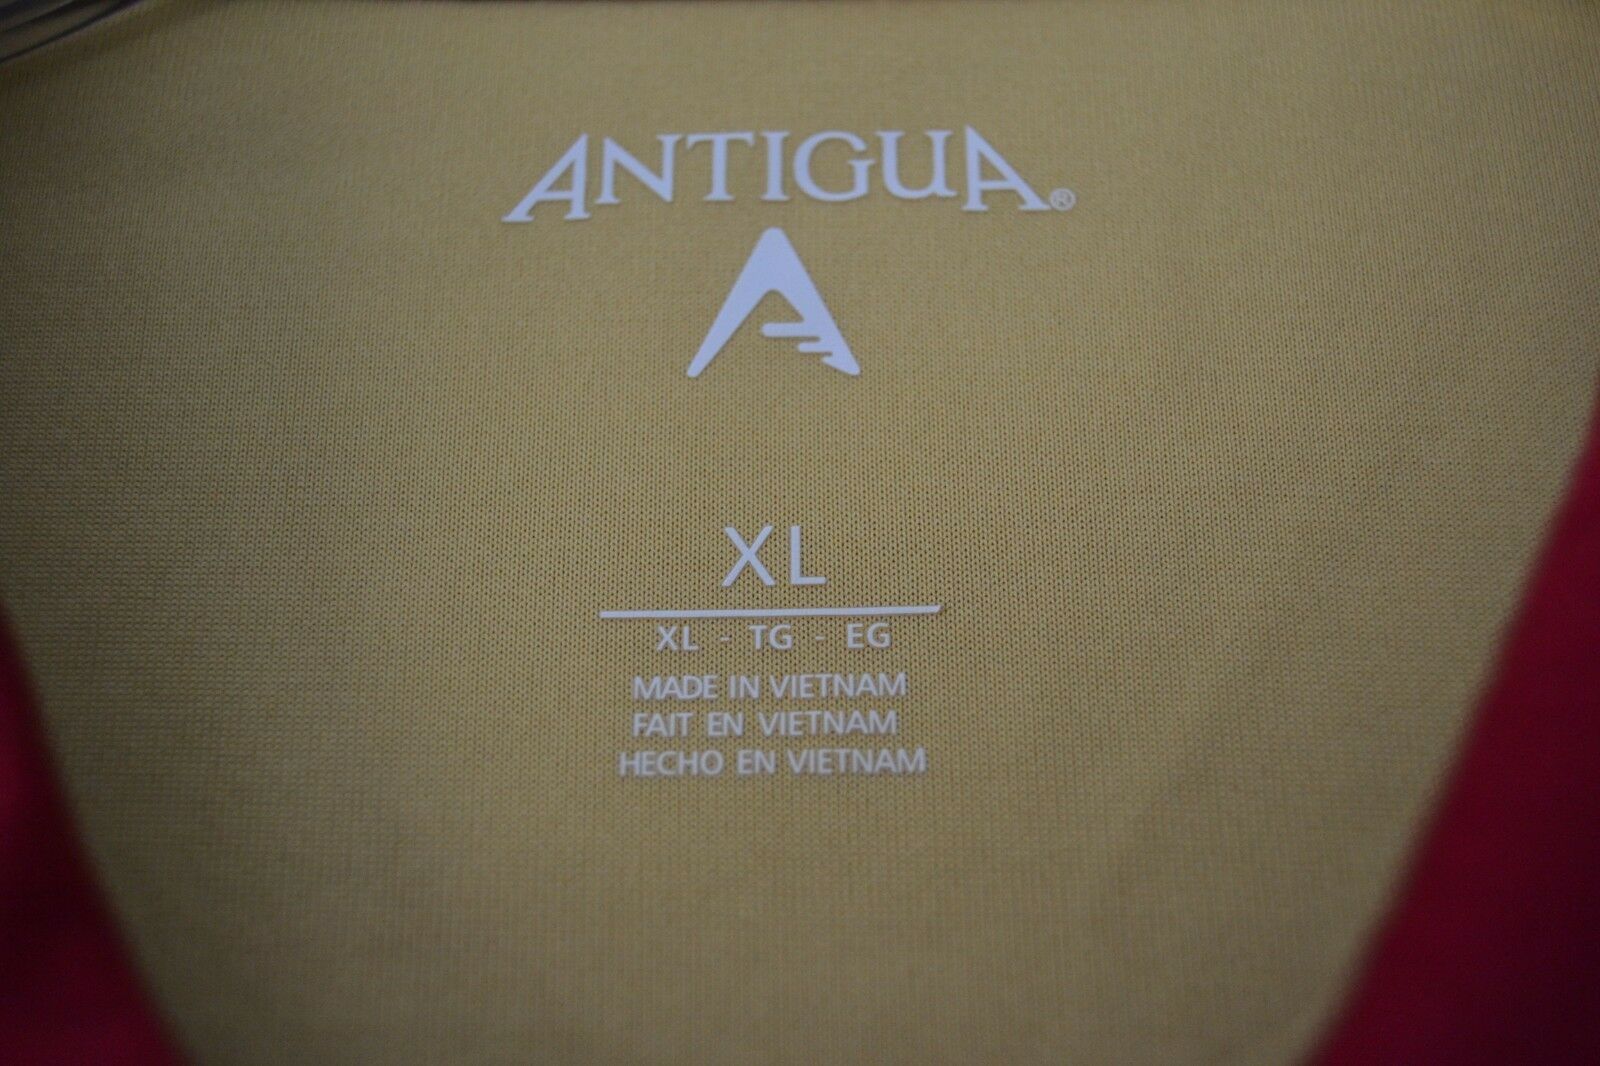 ANTIGUA®
XL
XL - TG - EG
MADE IN VIETNAM
FAIT EN VIETNAM
HECHO EN VIETNAM